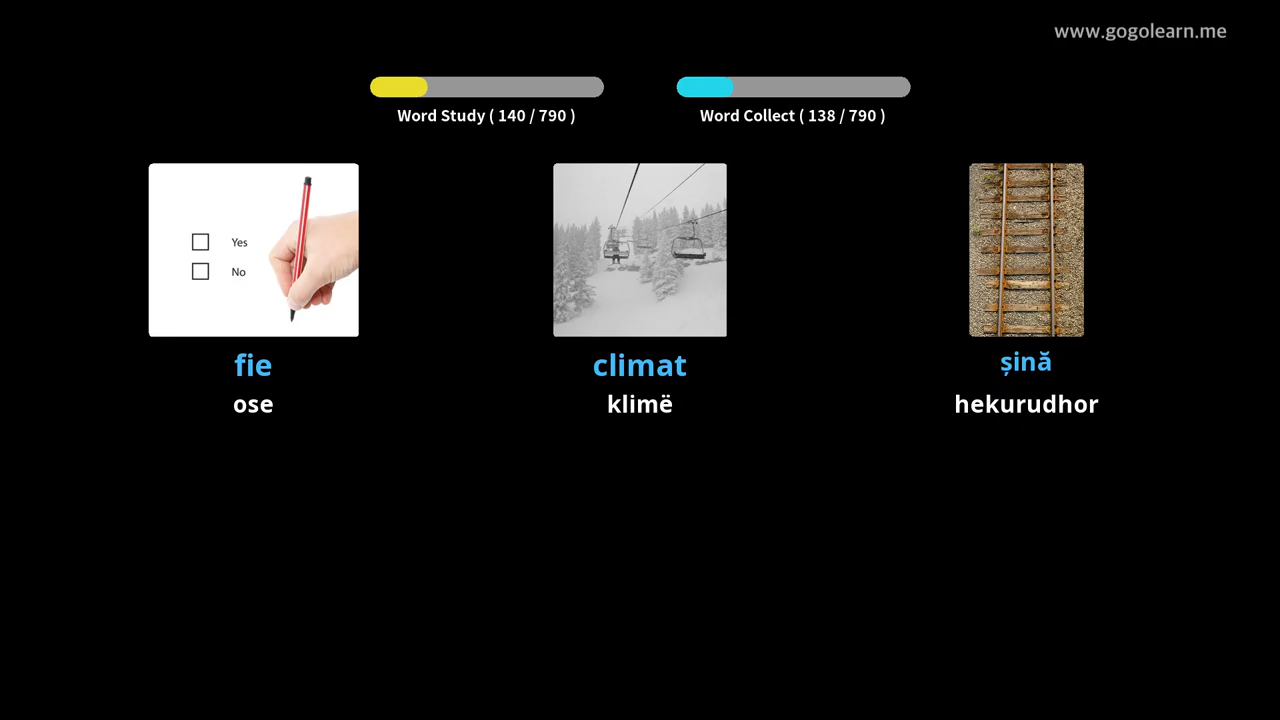 www.gogolearn.me
Word Study ( 140 / 790 )
Word Collect ( 138 / 790 )
Yes
No
fie
climat
șină
ose
klimë
hekurudhor